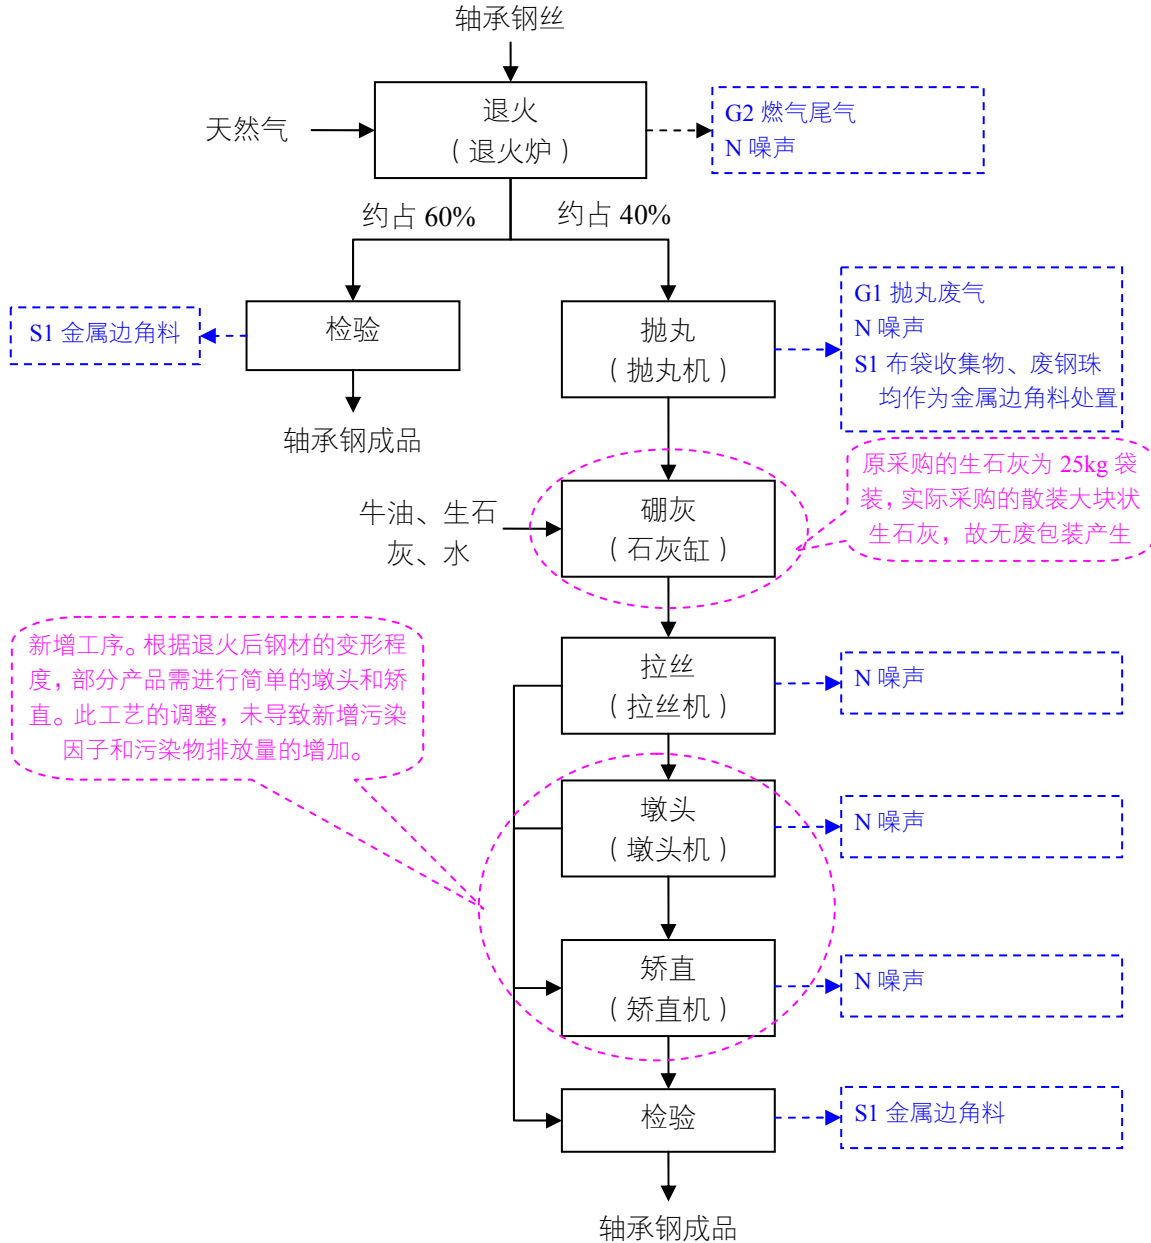 轴承钢丝
天然气
退火
（退火炉）
G2 燃气尾气
N 噪声
约占 60%
约占 40%
S1 金属边角料
检验
轴承钢成品
抛丸
（抛丸机）
G1 抛丸废气
N 噪声
S1 布袋收集物、废钢珠
均作为金属边角料处置
牛油、生石
灰、水
硼灰
（石灰缸）
原采购的生石灰为 25kg 袋
装，实际采购的散装大块状
生石灰，故无废包装产生
新增工序。根据退火后钢材的变形程
度，部分产品需进行简单的墩头和矫
直。此工艺的调整，未导致新增污染
因子和污染物排放量的增加。
拉丝
（拉丝机）
N 噪声
墩头
（墩头机）
N 噪声
矫直
（矫直机）
N 噪声
检验
S1 金属边角料
轴承钢成品